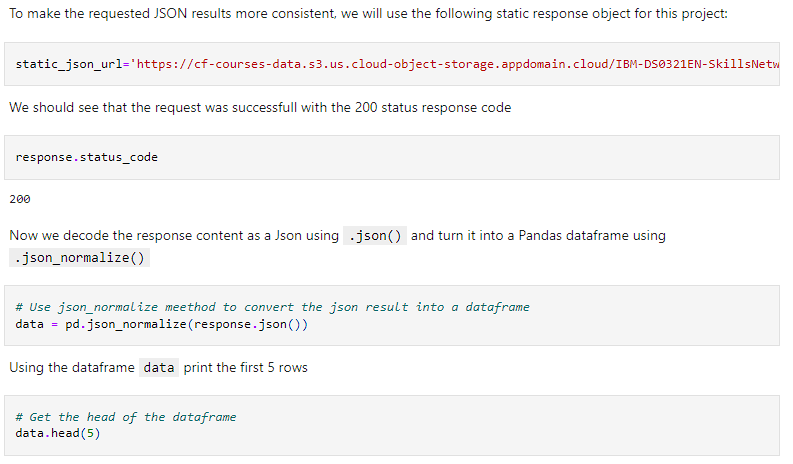 To make the requested JSON results more consistent, we will use the following static response object for this project:
static_json_url='https://cf-courses-data.s3.us.cloud-object-storage.appdomain.cloud/IBM-DS0321EN-SkillsNetw
We should see that the request was successfull with the 200 status response code
response.status_code
200
Now we decode the response content as a Json using .json() and turn it into a Pandas dataframe using
.json_normalize()
# Use json_normalize meethod to convert the json result into a dataframe
data = pd.json_normalize(response.json())
Using the dataframe data print the first 5 rows
# Get the head of the dataframe
data.head(5)